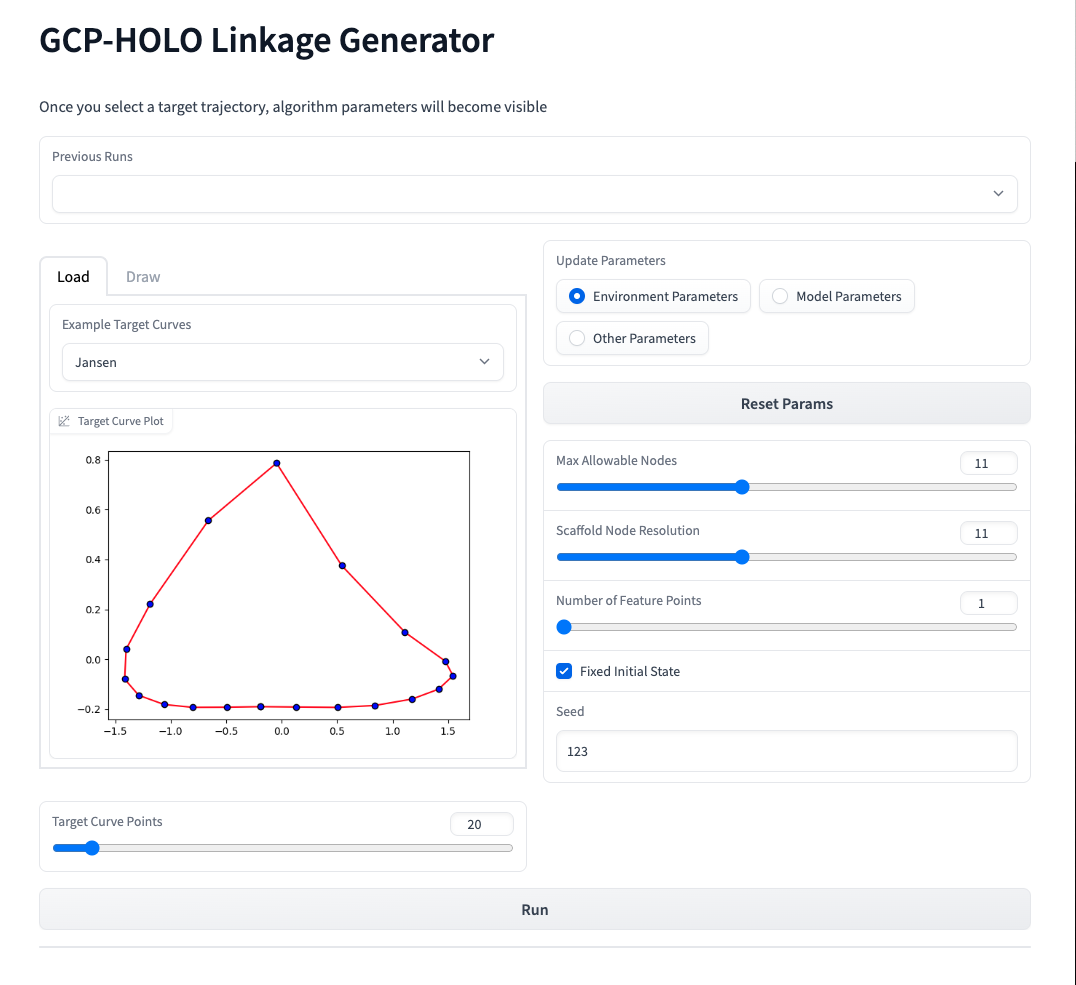 GCP-HOLO Linkage Generator
Once you select a target trajectory, algorithm parameters will become visible
Previous Runs
Load Draw
Example Target Curves
Jansen
Target Curve Plot
0.8
0.6
0.4
0.2
0.0
−0.2
−1.5 −1.0 −0.5 0.0 0.5 1.0 1.5
Update Parameters
Environment Parameters Model Parameters
Other Parameters
Reset Params
Max Allowable Nodes 11
Scaffold Node Resolution 11
Number of Feature Points 1
Fixed Initial State
Seed
123
Target Curve Points 20
Run